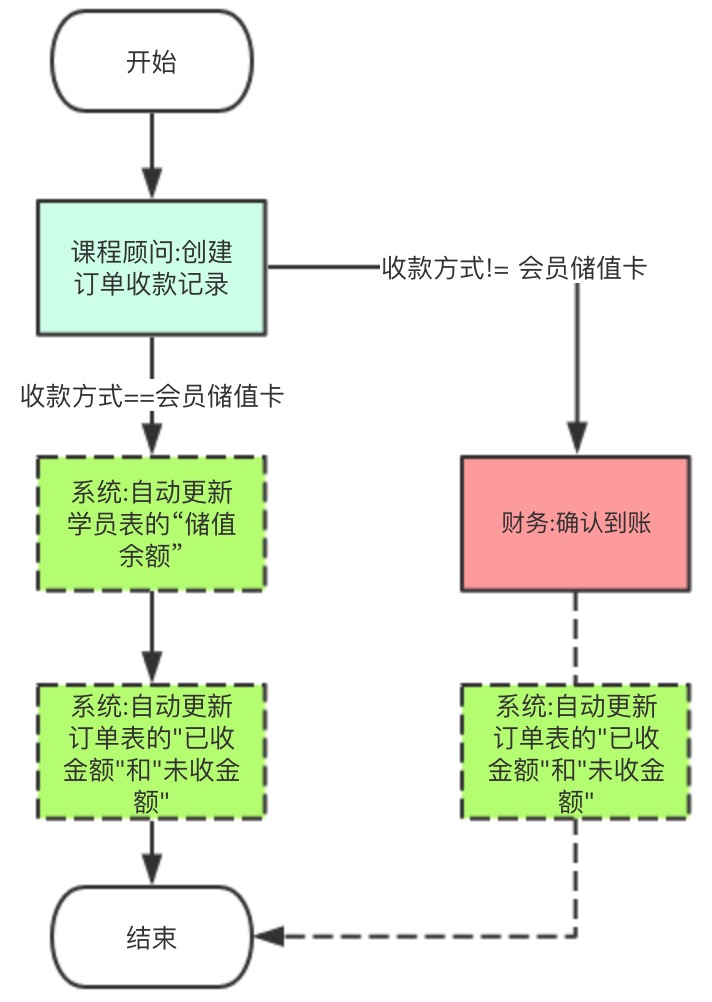 开始
课程顾问:创建
订单收款记录
收款方式!= 会员储值卡
收款方式==会员储值卡
系统:自动更新
学员表的“储值
余额”
财务:确认到账
系统:自动更新
订单表的"已收
金额"和"未收金
额"
系统:自动更新
订单表的"已收
金额"和"未收金
额"
结束